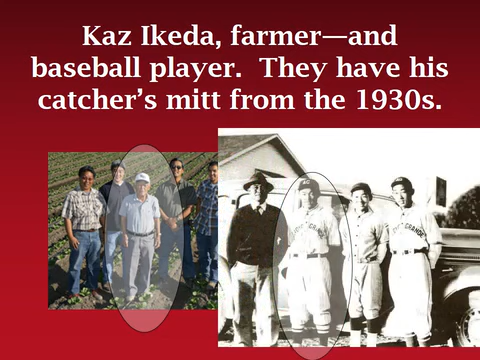 Kaz Ikeda, farmer—and
baseball player.  They have his
catcher’s mitt from the 1930s.